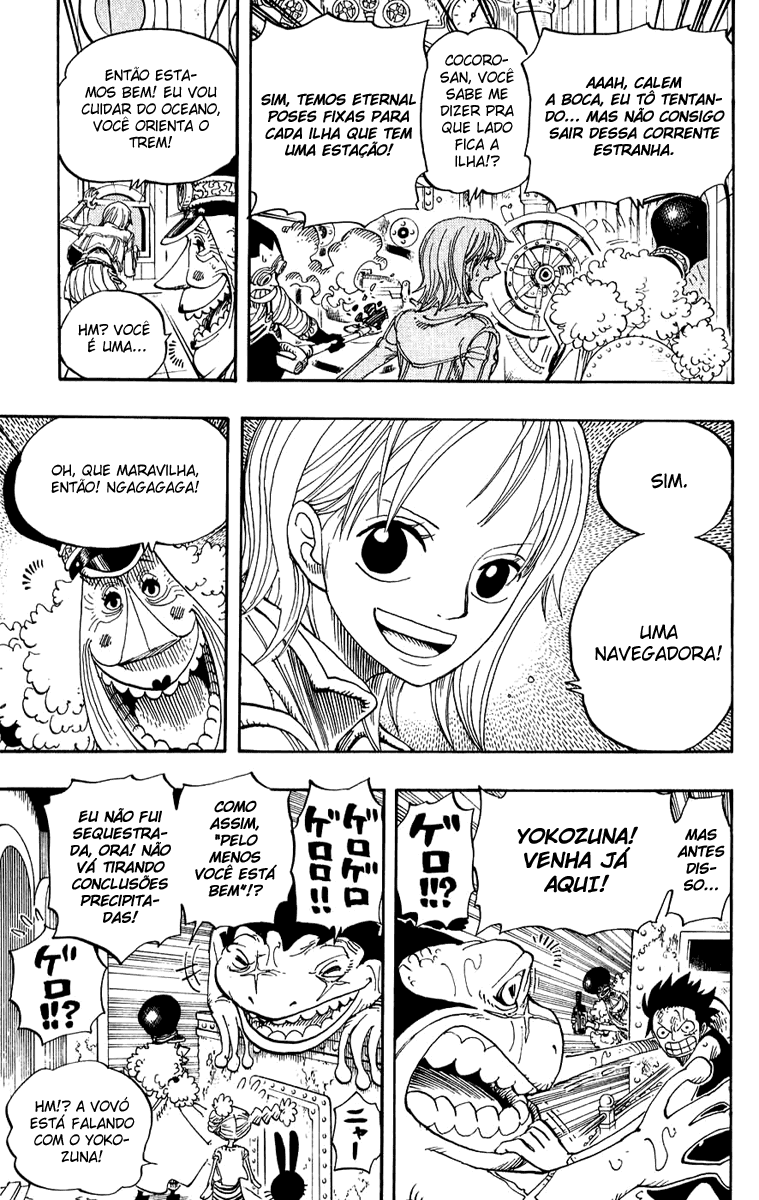 AAAH, CALEM
A BOCA, EU TÔ TENTAN-
DO... MAS NÃO CONSIGO
SAIR DESSA CORRENTE
ESTRANHA.
COCORO-
SAN, VOCÊ
SABE ME
DIZER PRA
QUE LADO
FICA A
ILHA!?
SIM, TEMOS ETERNAL
POSES FIXAS PARA
CADA ILHA QUE TEM
UMA ESTAÇÃO!
ENTÃO ESTA-
MOS BEM! EU VOU
CUIDAR DO OCEANO,
VOCÊ ORIENTA O
TREM!
HM? VOCÊ
É UMA...
SIM.
UMA
NAVEGADORA!
OH, QUE MARAVILHA,
ENTÃO! NGAGAGAGA!
MAS
ANTES
DIS-
SO...
YOKOZUNA!
VENHA JÁ
AQUI!
ゲロ!!?
ゲロゲロ
ゲロロ!!
COMO
ASSIM,
"PELO
MENOS
VOCÊ ESTÁ
BEM"!?
EU NÃO FUI
SEQUESTRA-
DA, ORA! NÃO
VÁ TIRANDO
CONCLUSÕES
PRECIPITA-
DAS!
ゲロ!!?
HM!? A VOVÓ
ESTÁ FALANDO
COM O YOKO-
ZUNA!
ニャー